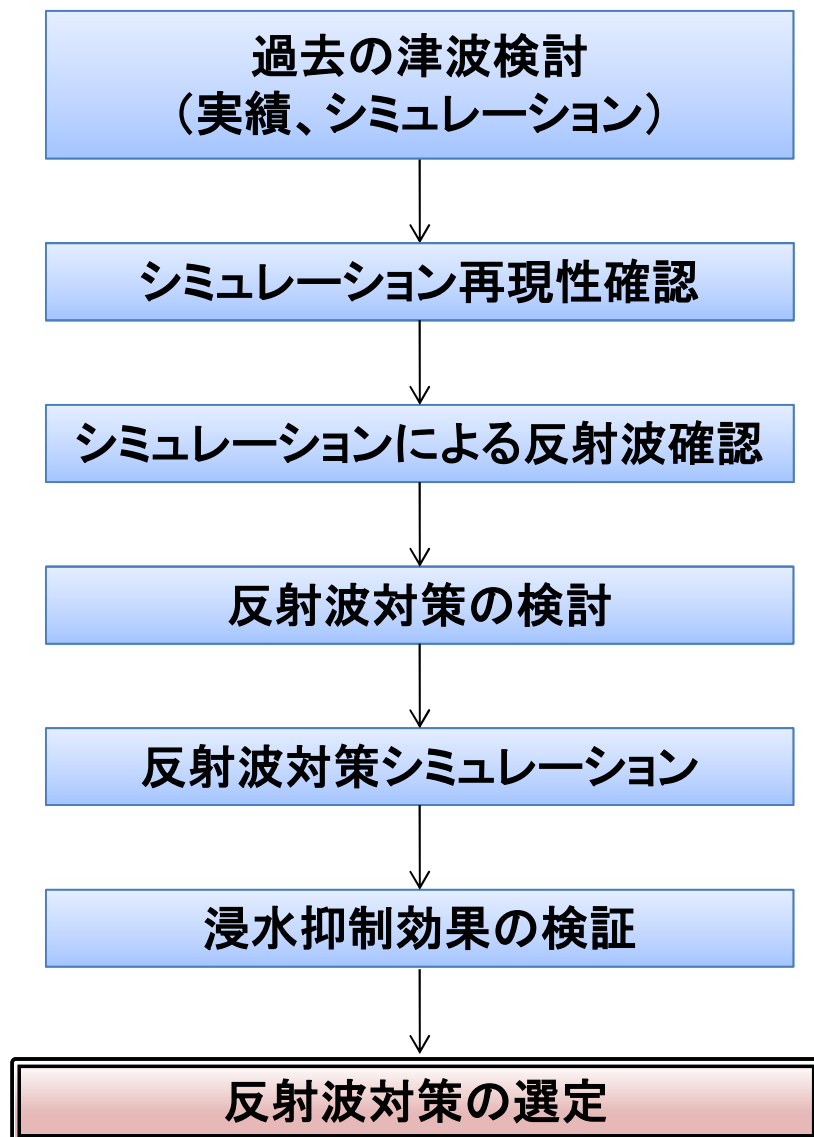 過去の津波検討
（実績、シミュレーション）
シミュレーション再現性確認
シミュレーションによる反射波確認
反射波対策の検討
反射波対策シミュレーション
浸水抑制効果の検証
反射波対策の選定